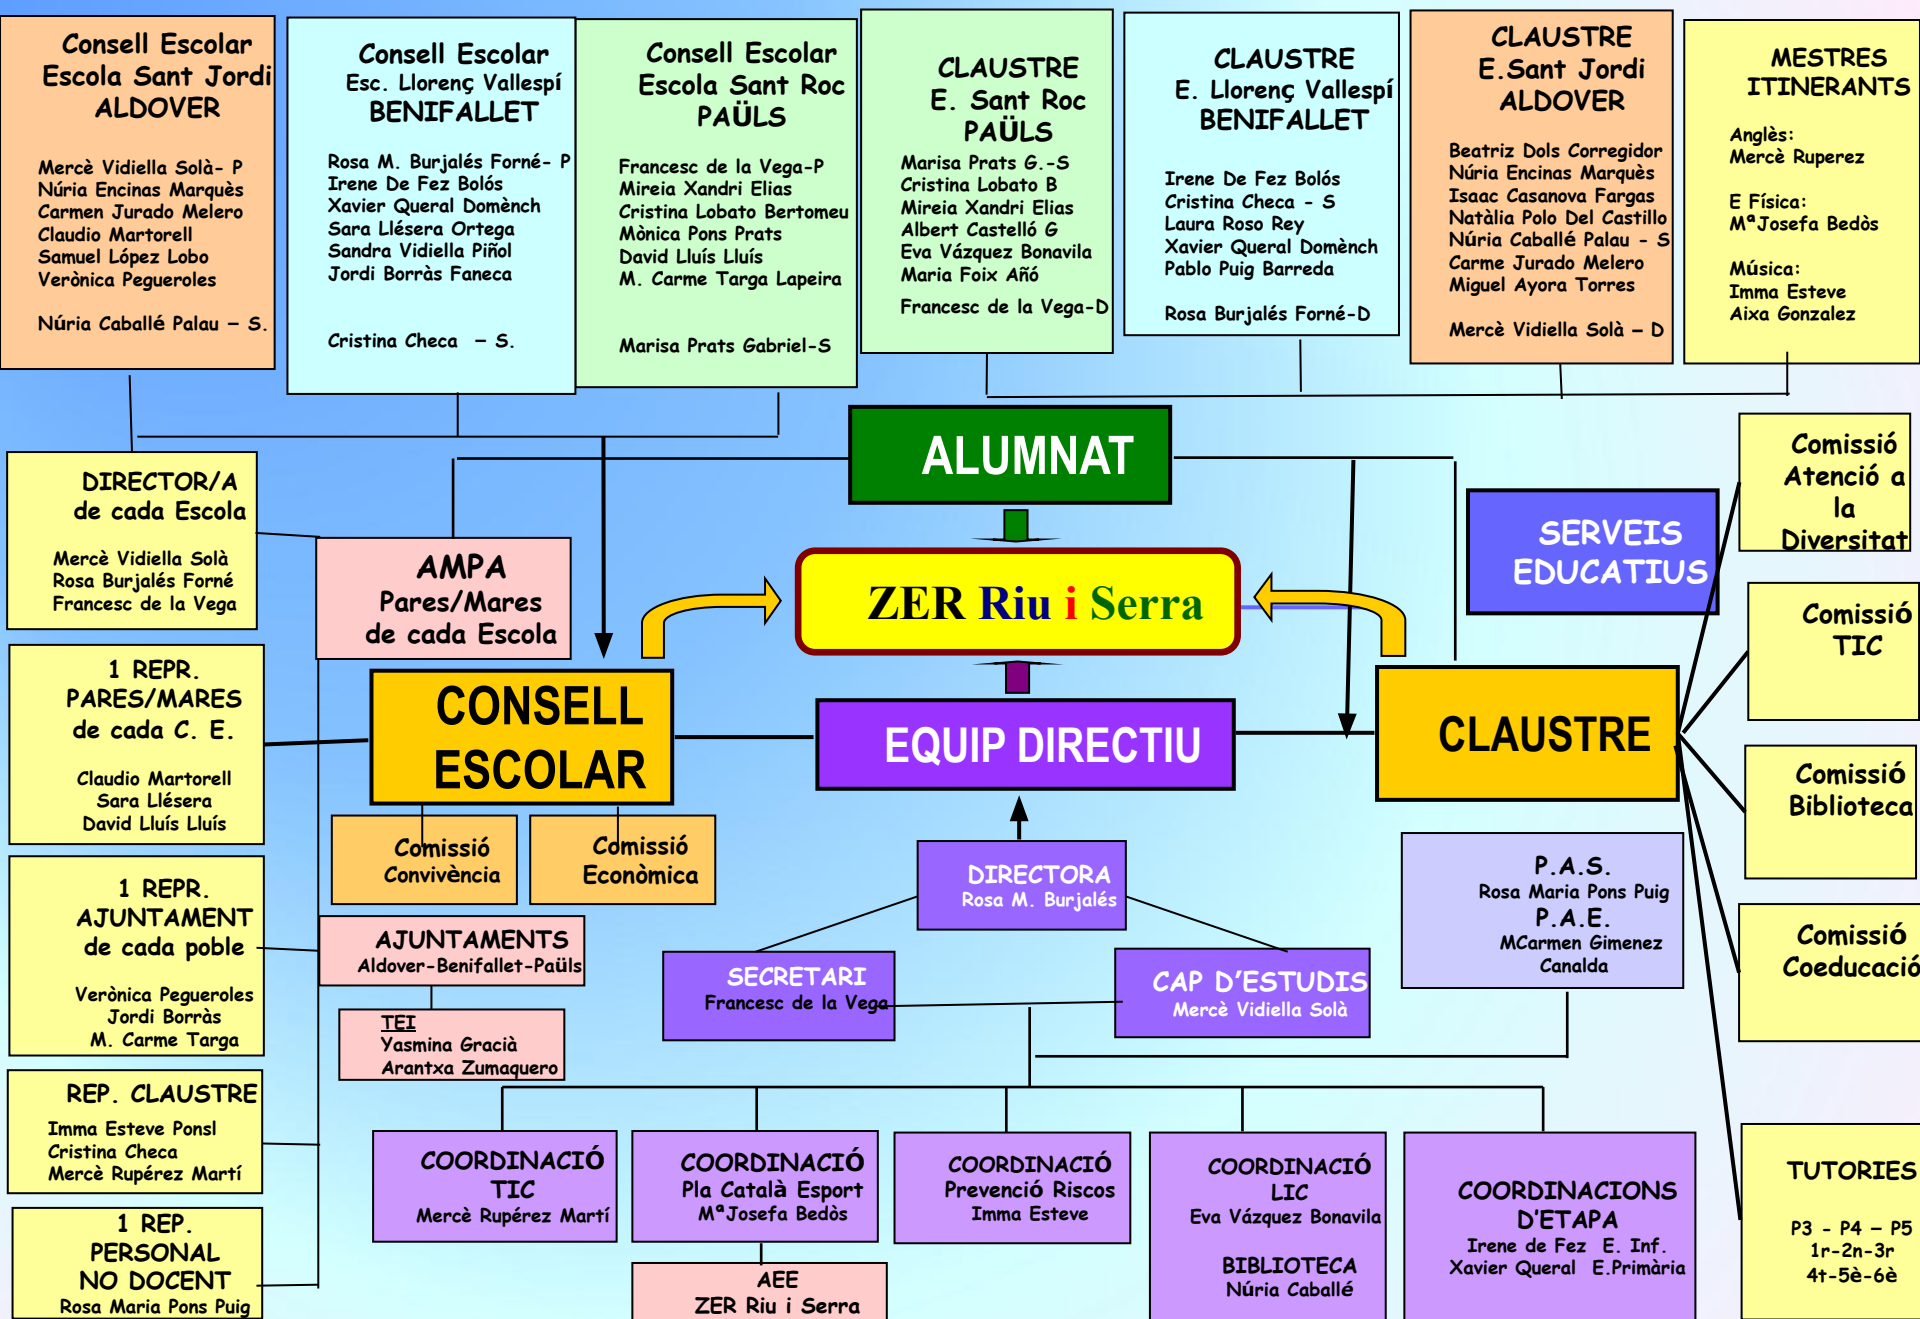 Consell Escolar
Escola Sant Jordi
ALDOVER
Mercè Vidiella Solà- P
Núria Encinas Marquès
Carmen Jurado Melero
Claudio Martorell
Samuel López Lobo
Verònica Pegueroles
Núria Caballé Palau – S.
Consell Escolar
Esc. Llorenç Vallespí
BENIFALLET
Rosa M. Burjalés Forné- P
Irene De Fez Bolós
Xavier Queral Domènch
Sara Llésera Ortega
Sandra Vidiella Piñol
Jordi Borràs Faneca
Cristina Checa – S.
Consell Escolar
Escola Sant Roc
PAÜLS
Francesc de la Vega-P
Mireia Xandri Elias
Cristina Lobato Bertomeu
Mònica Pons Prats
David Lluís Lluís
M. Carme Targa Lapeira
Marisa Prats Gabriel-S
CLAUSTRE
E. Sant Roc
PAÜLS
Marisa Prats G.-S
Cristina Lobato B
Mireia Xandri Elias
Albert Castelló G
Eva Vázquez Bonavila
Maria Foix Añó
Francesc de la Vega-D
CLAUSTRE
E. Llorenç Vallespí
BENIFALLET
Irene De Fez Bolós
Cristina Checa - S
Laura Roso Rey
Xavier Queral Domènch
Pablo Puig Barreda
Rosa Burjalés Forné-D
CLAUSTRE
E.Sant Jordi
ALDOVER
Beatriz Dols Corregidor
Núria Encinas Marquès
Isaac Casanova Fargas
Natàlia Polo Del Castillo
Núria Caballé Palau - S
Carme Jurado Melero
Miguel Ayora Torres
Mercè Vidiella Solà – D
MESTRES
ITINERANTS
Anglès:
Mercè Ruperez
E Física:
MªJosefa Bedòs
Música:
Imma Esteve
Aixa Gonzalez
DIRECTOR/A
de cada Escola
Mercè Vidiella Solà
Rosa Burjalés Forné
Francesc de la Vega
AMPA
Pares/Mares
de cada Escola
ALUMNAT
ZER Riu i Serra
SERVEIS
EDUCATIUS
Comissió
Atenció a
la
Diversitat
Comissió
TIC
1 REPR.
PARES/MARES
de cada C. E.
Claudio Martorell
Sara Llésera
David Lluís Lluís
CONSELL
ESCOLAR
EQUIP DIRECTIU
CLAUSTRE
Comissió
Biblioteca
Comissió
Convivència
Comissió
Econòmica
1 REPR.
AJUNTAMENT
de cada poble
Verònica Pegueroles
Jordi Borràs
M. Carme Targa
AJUNTAMENTS
Aldover-Benifallet-Paüls
TEI
Yasmina Gracià
Arantxa Zumaquero
DIRECTORA
Rosa M. Burjalés
SECRETARI
Francesc de la Vega
CAP D'ESTUDIS
Mercè Vidiella Solà
P.A.S.
Rosa Maria Pons Puig
P.A.E.
MCarmen Gimenez
Canalda
Comissió
Coeducació
REP. CLAUSTRE
Imma Esteve Ponsl
Cristina Checa
Mercè Rupérez Martí
1 REP.
PERSONAL
NO DOCENT
Rosa Maria Pons Puig
COORDINACIÓ
TIC
Mercè Rupérez Martí
COORDINACIÓ
Pla Català Esport
MªJosefa Bedòs
AEE
ZER Riu i Serra
COORDINACIÓ
Prevenció Riscos
Imma Esteve
COORDINACIÓ
LIC
Eva Vázquez Bonavila
BIBLIOTECA
Núria Caballé
COORDINACIONS
D'ETAPA
Irene de Fez E. Inf.
Xavier Queral E.Primària
TUTORIES
P3 - P4 – P5
1r-2n-3r
4t-5è-6è